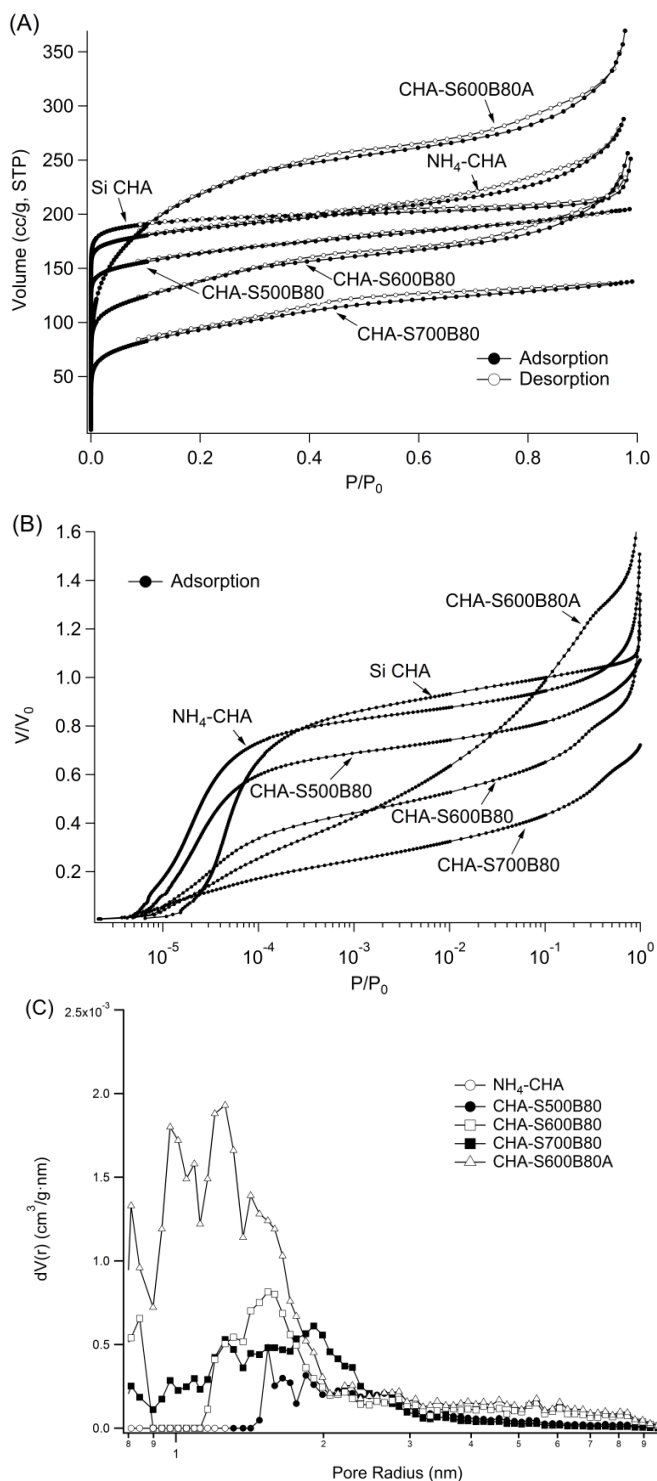 (A)
350
300
250
200
150
100
50
Volume (cc/g, STP)
CHA-S600B80A
NH₄-CHA
Si CHA
CHA-S500B80
CHA-S600B80
CHA-S700B80
Adsorption
Desorption
0.0 0.2 0.4 0.6 0.8 1.0
P/P₀
(B)
1.6
1.4
1.2
1.0
0.8
0.6
0.4
0.2
V/V₀
Adsorption
CHA-S600B80A
Si CHA
NH₄-CHA
CHA-S500B80
CHA-S600B80
CHA-S700B80
10⁻⁵ 10⁻⁴ 10⁻³ 10⁻² 10⁻¹ 10⁰
P/P₀
(C)
2.5x10⁻³
2.0
1.5
1.0
0.5
0.0
dV(r) (cm³/g·nm)
NH₄-CHA
CHA-S500B80
CHA-S600B80
CHA-S700B80
CHA-S600B80A
8 9 1 2 3 4 5 6 7 8 9
Pore Radius (nm)